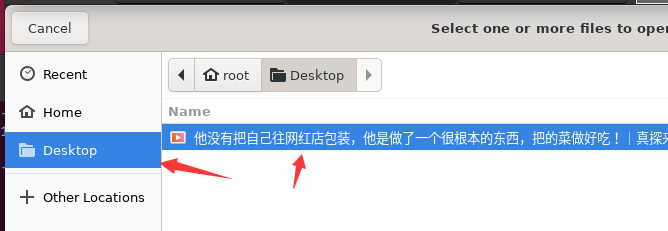 Cancel
Select one or more files to open
Recent
root
Desktop
Home
Name
Desktop
他没有把自己往网红店包装，他是做了一个很根本的东西，把的菜做好吃！｜真探来
Other Locations